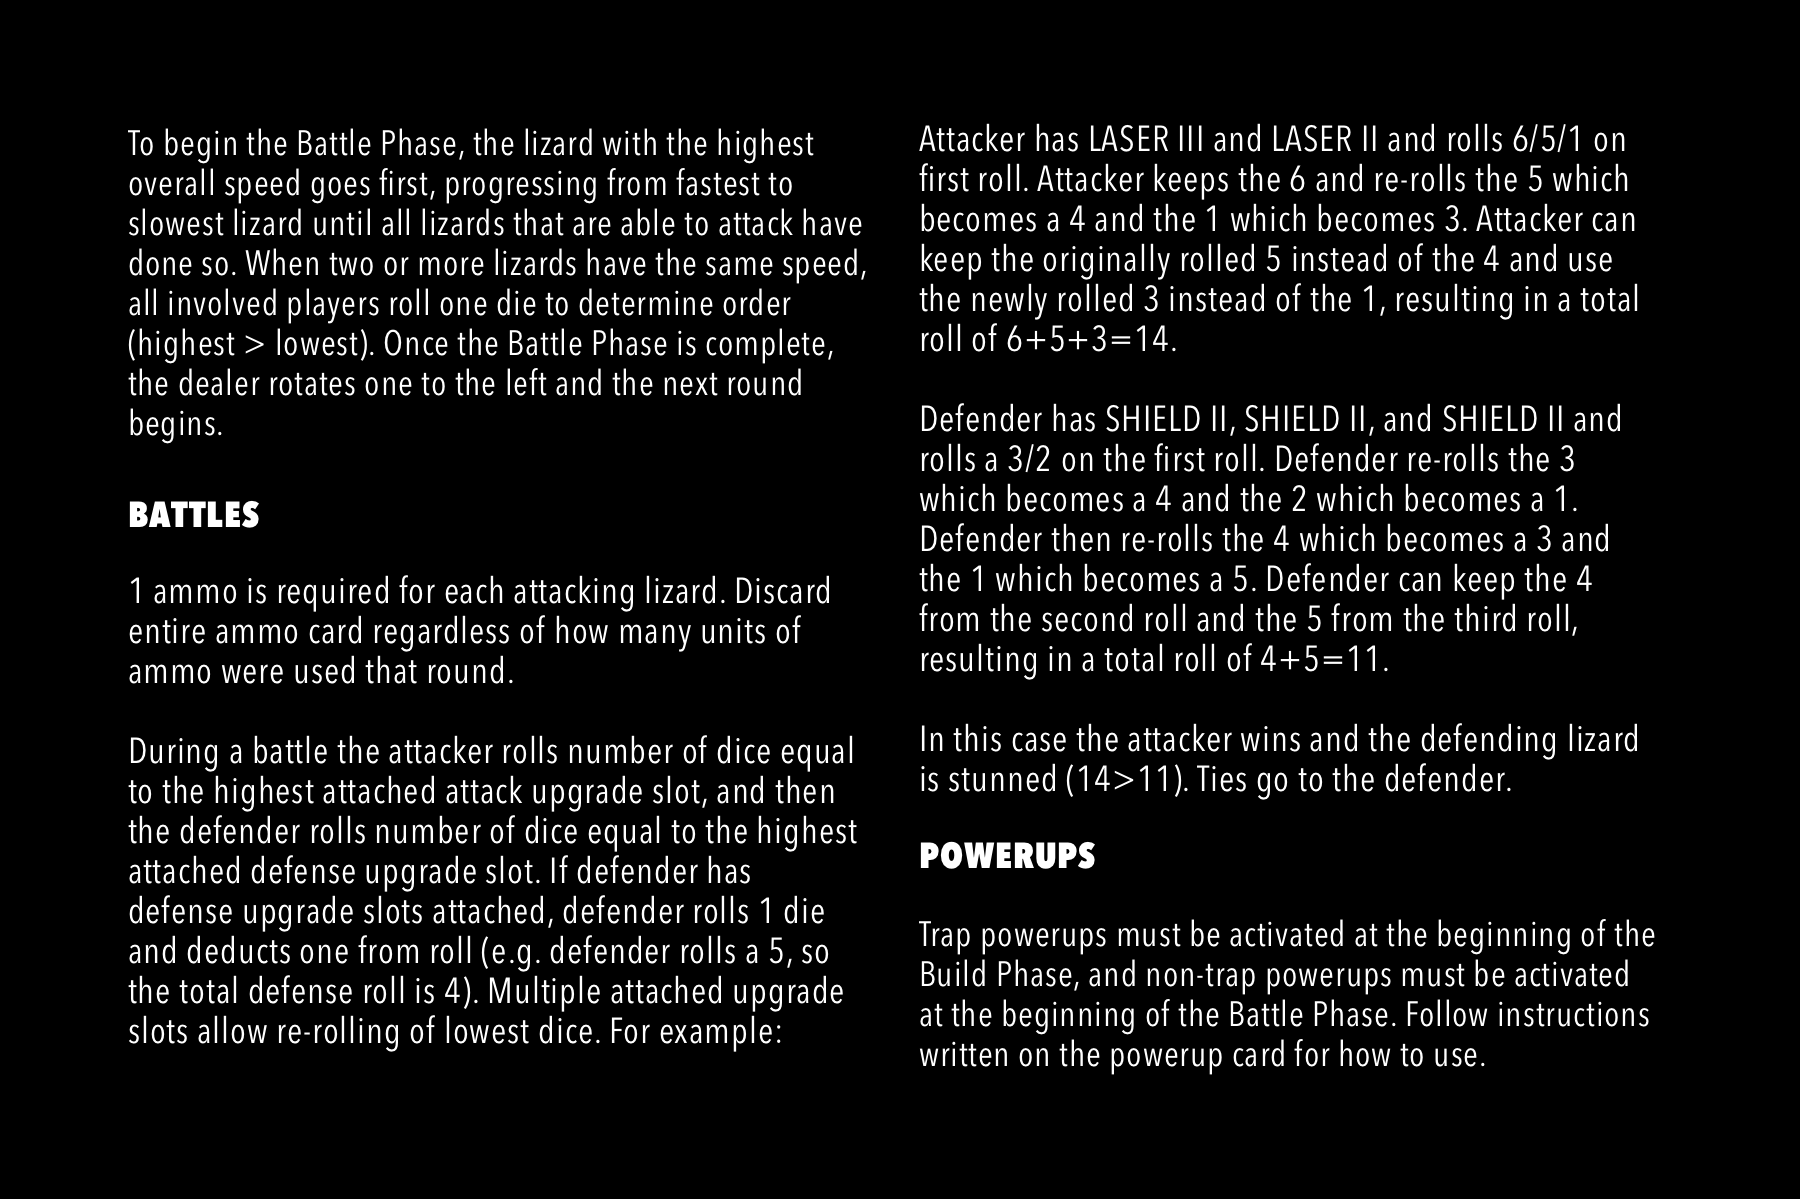 To begin the Battle Phase, the lizard with the highest
overall speed goes first, progressing from fastest to
slowest lizard until all lizards that are able to attack have
done so. When two or more lizards have the same speed,
all involved players roll one die to determine order
(highest > lowest). Once the Battle Phase is complete,
the dealer rotates one to the left and the next round
begins.
BATTLES
1 ammo is required for each attacking lizard. Discard
entire ammo card regardless of how many units of
ammo were used that round.
During a battle the attacker rolls number of dice equal
to the highest attached attack upgrade slot, and then
the defender rolls number of dice equal to the highest
attached defense upgrade slot. If defender has
defense upgrade slots attached, defender rolls 1 die
and deducts one from roll (e.g. defender rolls a 5, so
the total defense roll is 4). Multiple attached upgrade
slots allow re-rolling of lowest dice. For example:
Attacker has LASER III and LASER II and rolls 6/5/1 on
first roll. Attacker keeps the 6 and re-rolls the 5 which
becomes a 4 and the 1 which becomes 3. Attacker can
keep the originally rolled 5 instead of the 4 and use
the newly rolled 3 instead of the 1, resulting in a total
roll of 6+5+3=14.
Defender has SHIELD II, SHIELD II, and SHIELD II and
rolls a 3/2 on the first roll. Defender re-rolls the 3
which becomes a 4 and the 2 which becomes a 1.
Defender then re-rolls the 4 which becomes a 3 and
the 1 which becomes a 5. Defender can keep the 4
from the second roll and the 5 from the third roll,
resulting in a total roll of 4+5=11.
In this case the attacker wins and the defending lizard
is stunned (14>11). Ties go to the defender.
POWERUPS
Trap powerups must be activated at the beginning of the
Build Phase, and non-trap powerups must be activated
at the beginning of the Battle Phase. Follow instructions
written on the powerup card for how to use.